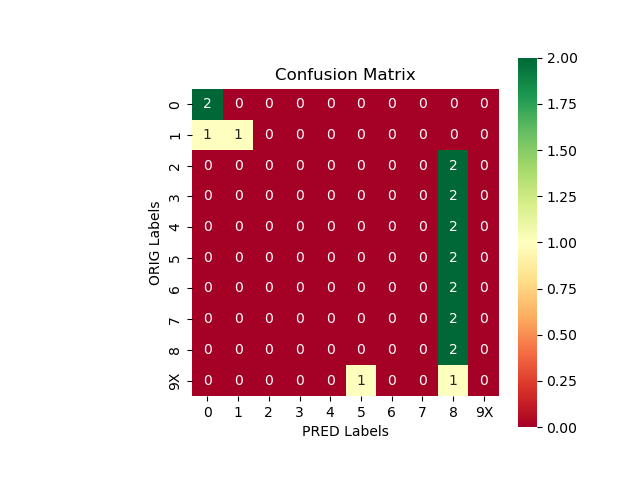 Confusion Matrix
ORIG Labels
0 2 0 0 0 0 0 0 0 0 0
1 1 1 0 0 0 0 0 0 0 0
2 0 0 0 0 0 0 0 0 2 0
3 0 0 0 0 0 0 0 0 2 0
4 0 0 0 0 0 0 0 0 2 0
5 0 0 0 0 0 0 0 0 2 0
6 0 0 0 0 0 0 0 0 2 0
7 0 0 0 0 0 0 0 0 2 0
8 0 0 0 0 0 0 0 0 2 0
9X 0 0 0 0 0 1 0 0 1 0
0 1 2 3 4 5 6 7 8 9X
PRED Labels
2.00
1.75
1.50
1.25
1.00
0.75
0.50
0.25
0.00